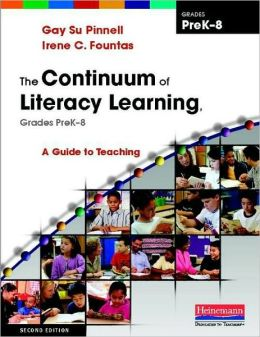 GRADES
PreK–8
Gay Su Pinnell
Irene C. Fountas
The Continuum of
Literacy Learning,
Grades PreK–8
A Guide to Teaching
SECOND EDITION
Heinemann
DEDICATED TO TEACHERS™